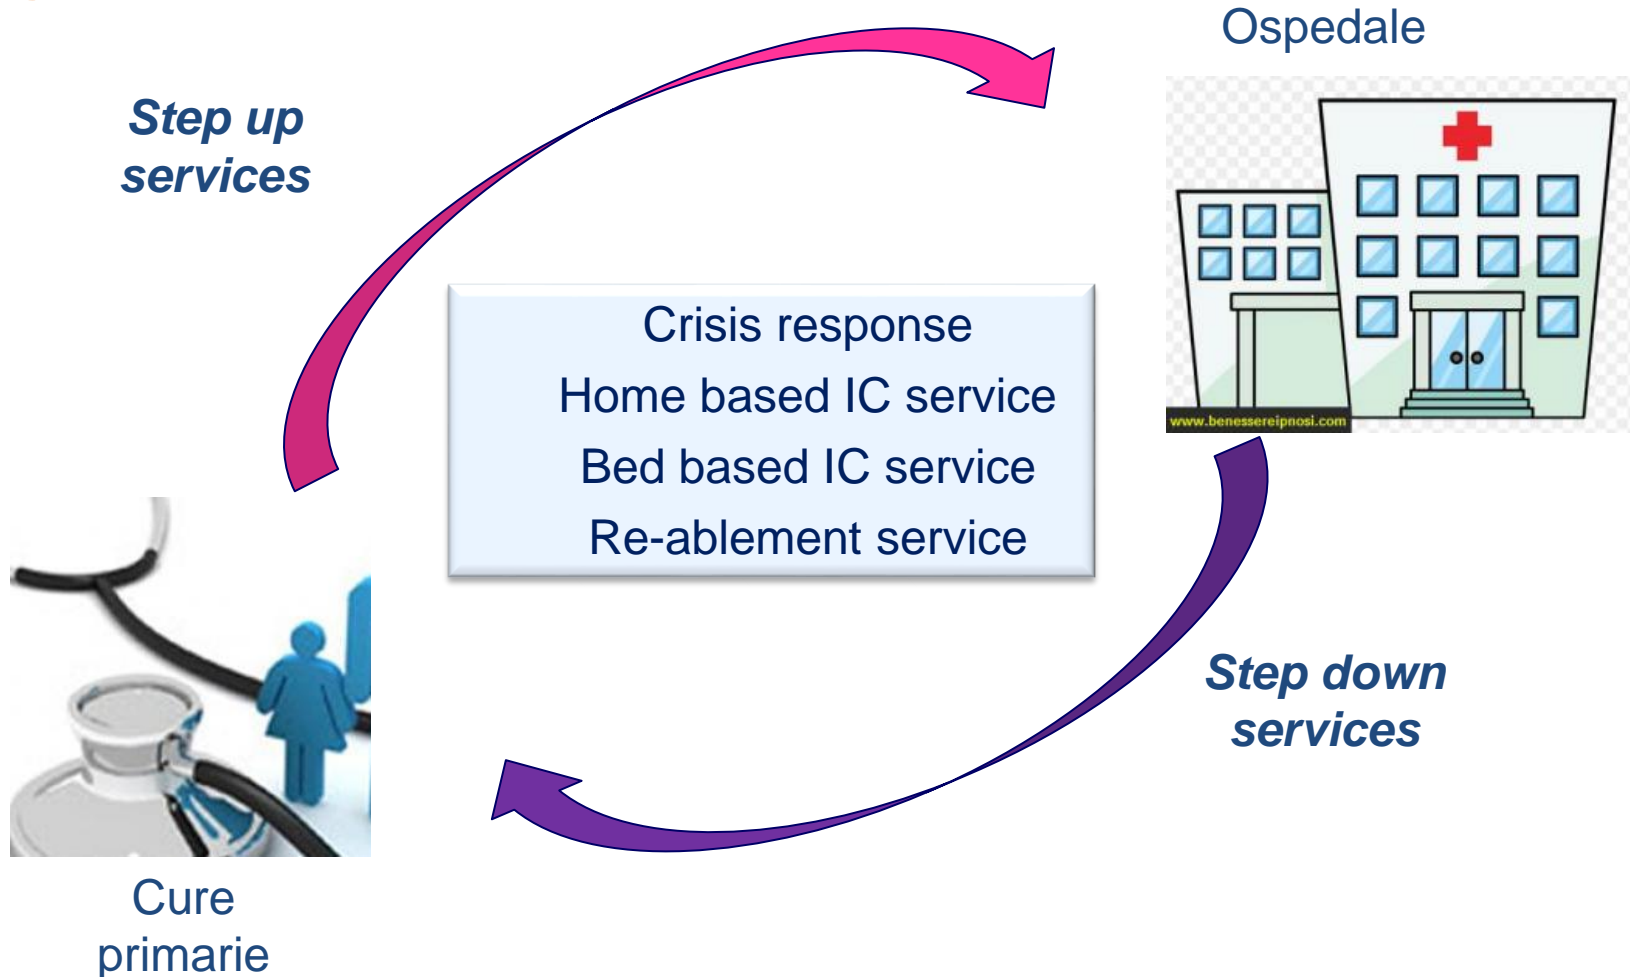 Ospedale
Step up
services
Crisis response
Home based IC service
Bed based IC service
Re-ablement service
www.benessereipnosi.com
Step down
services
Cure
primarie